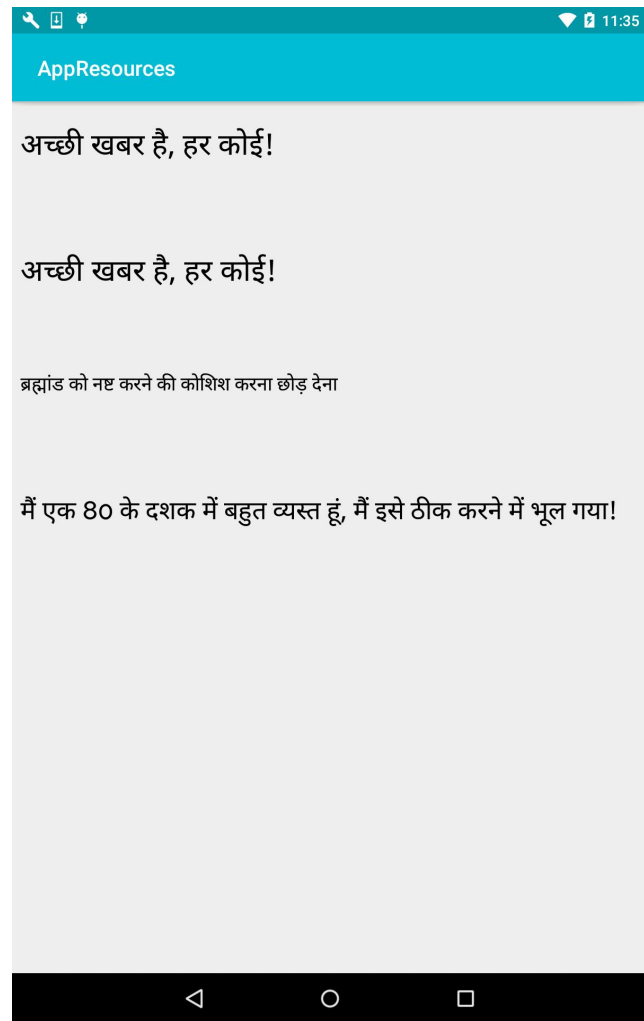 11:35
AppResources
अच्छी खबर है, हर कोई!
अच्छी खबर है, हर कोई!
ब्रह्मांड को नष्ट करने की कोशिश करना छोड़ देना
मैं एक 80 के दशक में बहुत व्यस्त हूं, मैं इसे ठीक करने में भूल गया!